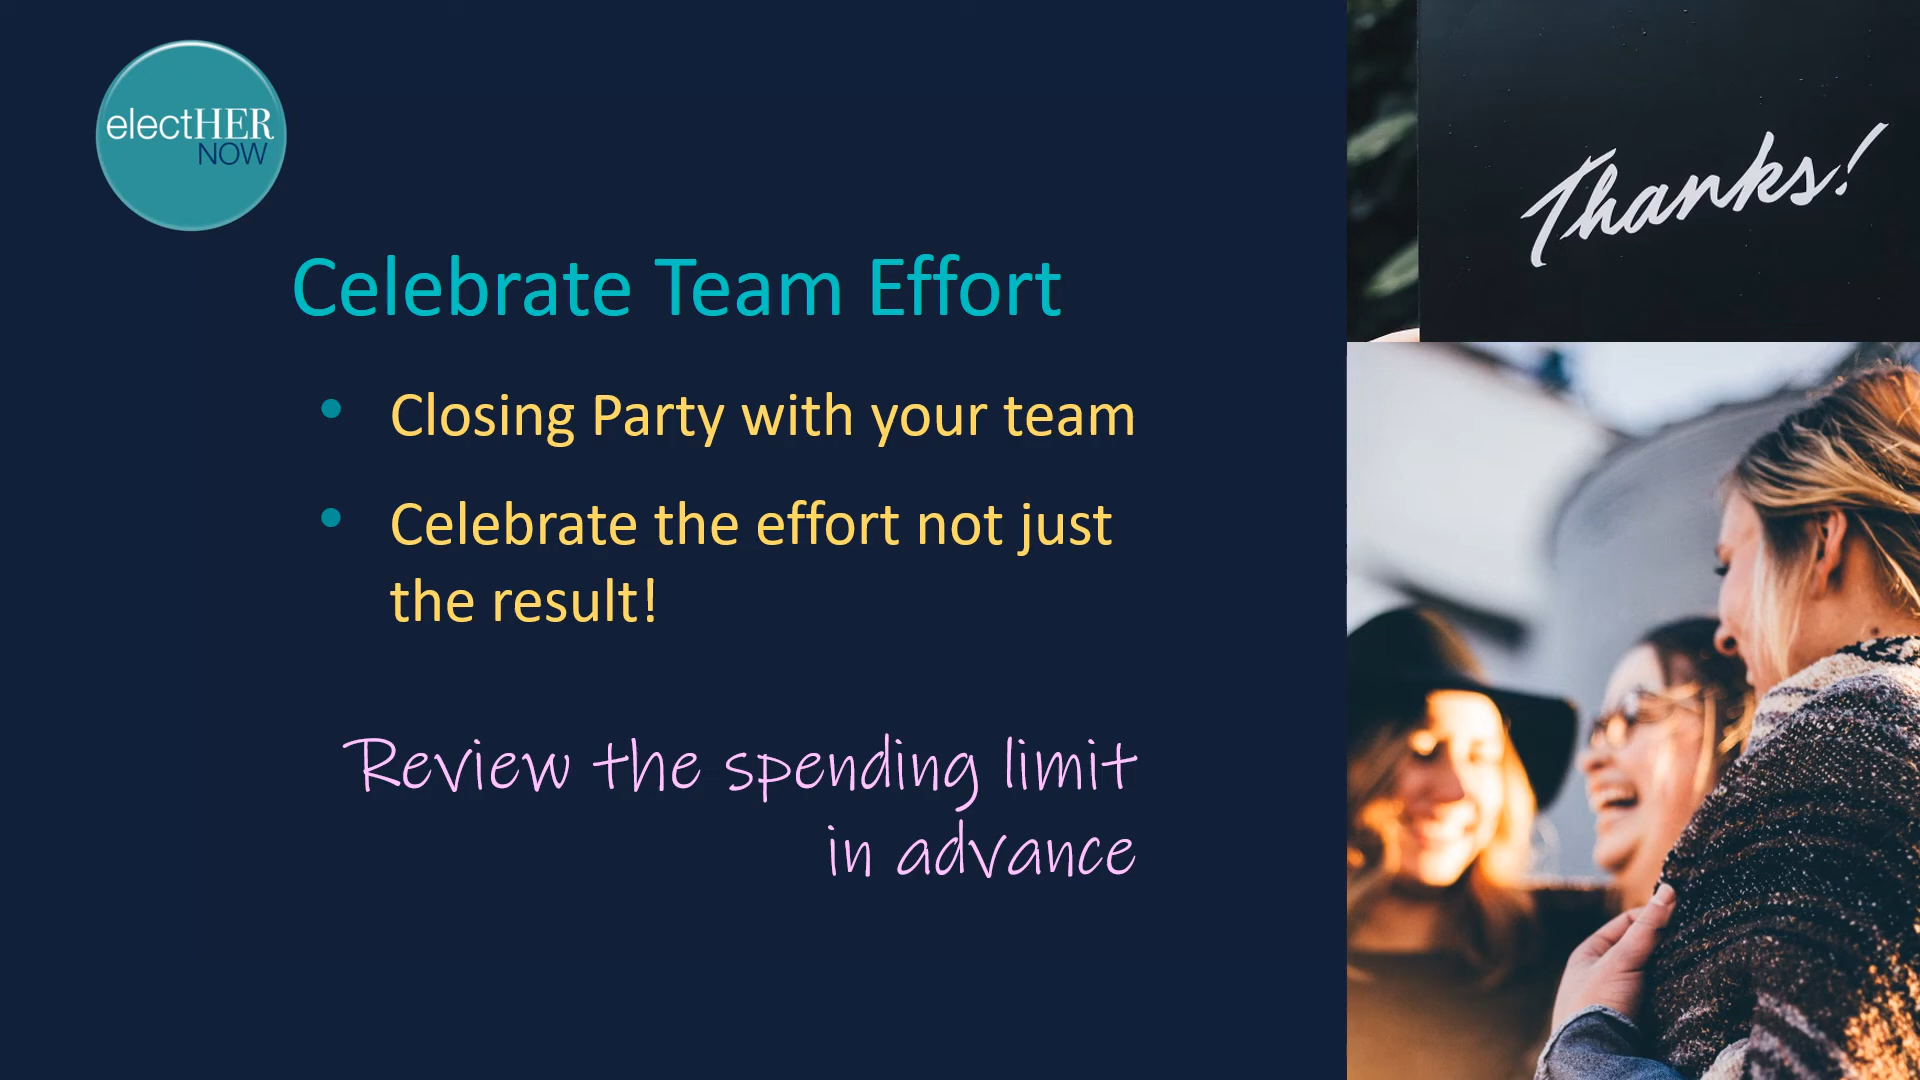 electHER
NOW
Thanks!
Celebrate Team Effort
• Closing Party with your team
• Celebrate the effort not just
the result!
Review the spending limit
in advance